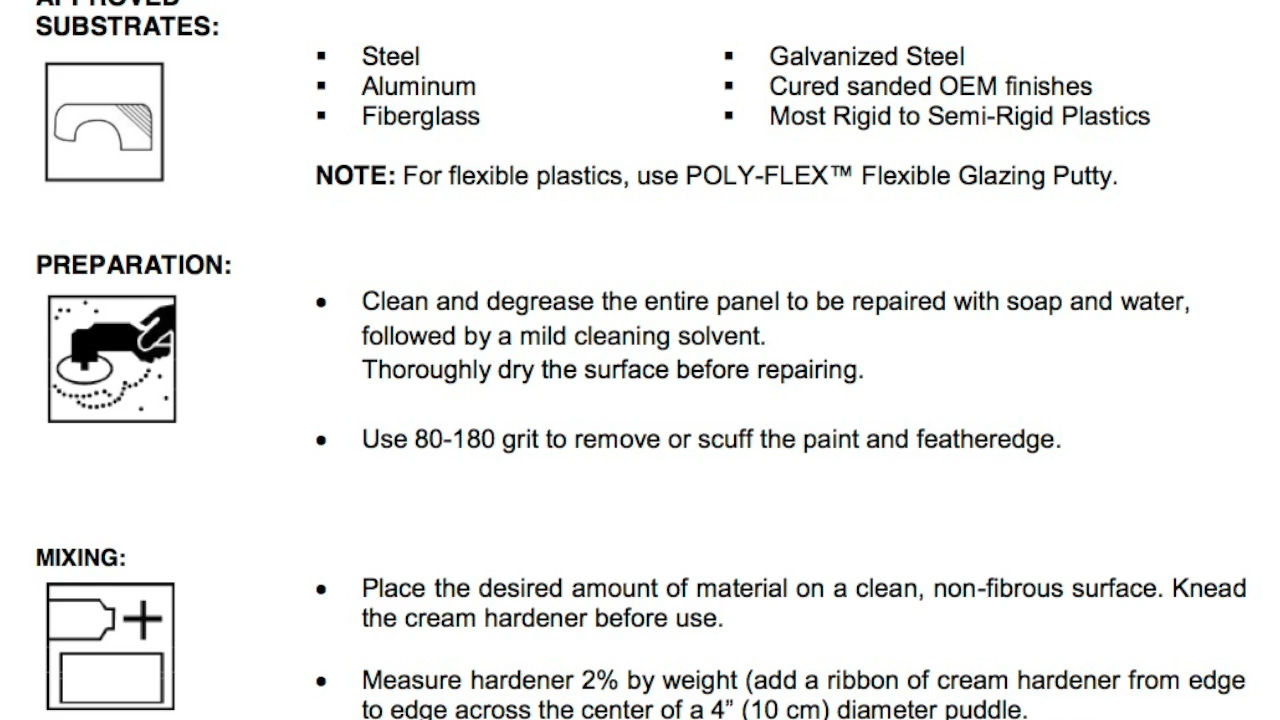 APPROVED
SUBSTRATES:
▪ Steel
▪ Aluminum
▪ Fiberglass
▪ Galvanized Steel
▪ Cured sanded OEM finishes
▪ Most Rigid to Semi-Rigid Plastics
NOTE: For flexible plastics, use POLY-FLEX™ Flexible Glazing Putty.
PREPARATION:
• Clean and degrease the entire panel to be repaired with soap and water,
followed by a mild cleaning solvent.
Thoroughly dry the surface before repairing.
• Use 80-180 grit to remove or scuff the paint and featheredge.
MIXING:
• Place the desired amount of material on a clean, non-fibrous surface. Knead
the cream hardener before use.
• Measure hardener 2% by weight (add a ribbon of cream hardener from edge
to edge across the center of a 4” (10 cm) diameter puddle.